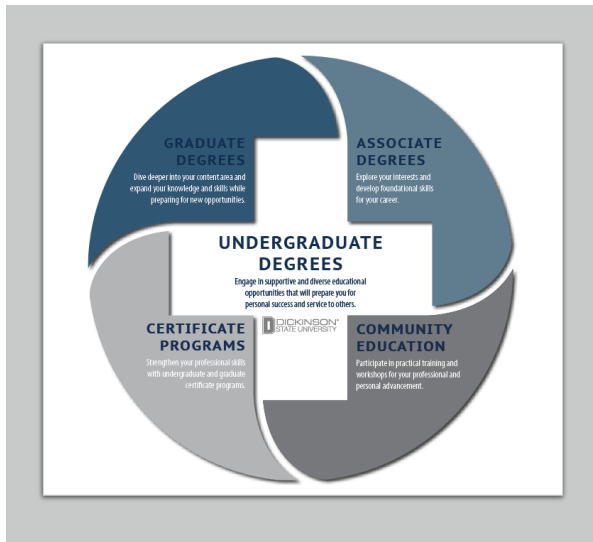 GRADUATE
DEGREES
Dive deeper into your content area and
expand your knowledge and skills while
preparing for new opportunities.
ASSOCIATE
DEGREES
Explore your interests and
develop foundational skills
for your career.
UNDERGRADUATE
DEGREES
Engage in supportive and diverse educational
opportunities that will prepare you for
personal success and service to others.
DICKINSON
STATE UNIVERSITY
CERTIFICATE
PROGRAMS
Strengthen your professional skills
with undergraduate and graduate
certificate programs.
COMMUNITY
EDUCATION
Participate in practical training and
workshops for your professional and
personal advancement.